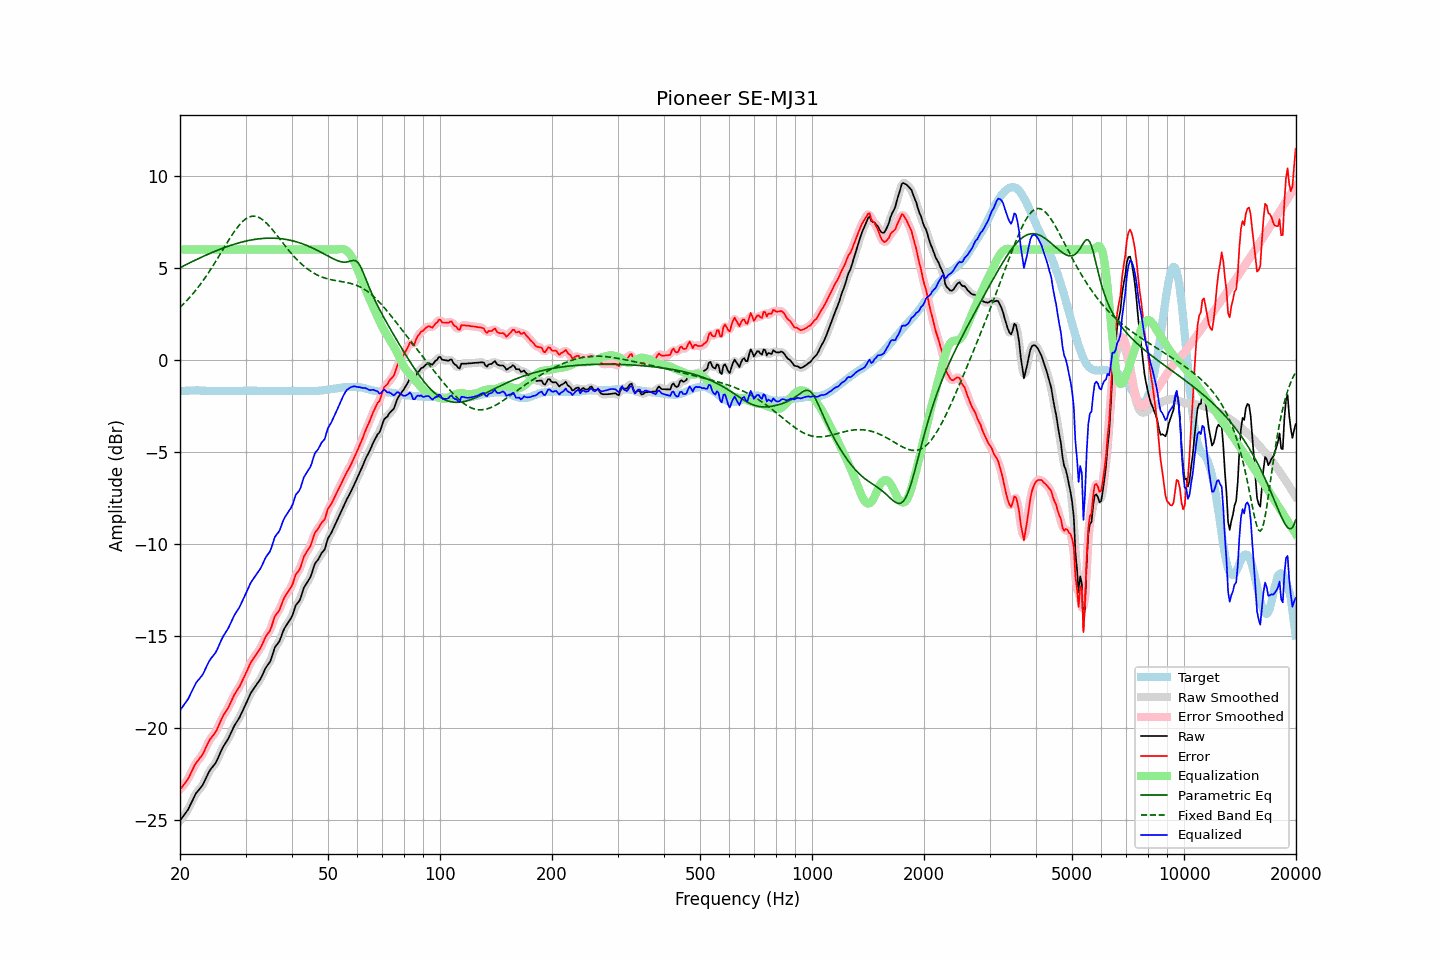 Pioneer SE-MJ31
Amplitude (dBr)
10
5
0
−5
−10
−15
−20
−25
20
50
100
200
500
1000
2000
5000
10000
20000
Frequency (Hz)
Target
Raw Smoothed
Error Smoothed
Raw
Error
Equalization
Parametric Eq
Fixed Band Eq
Equalized